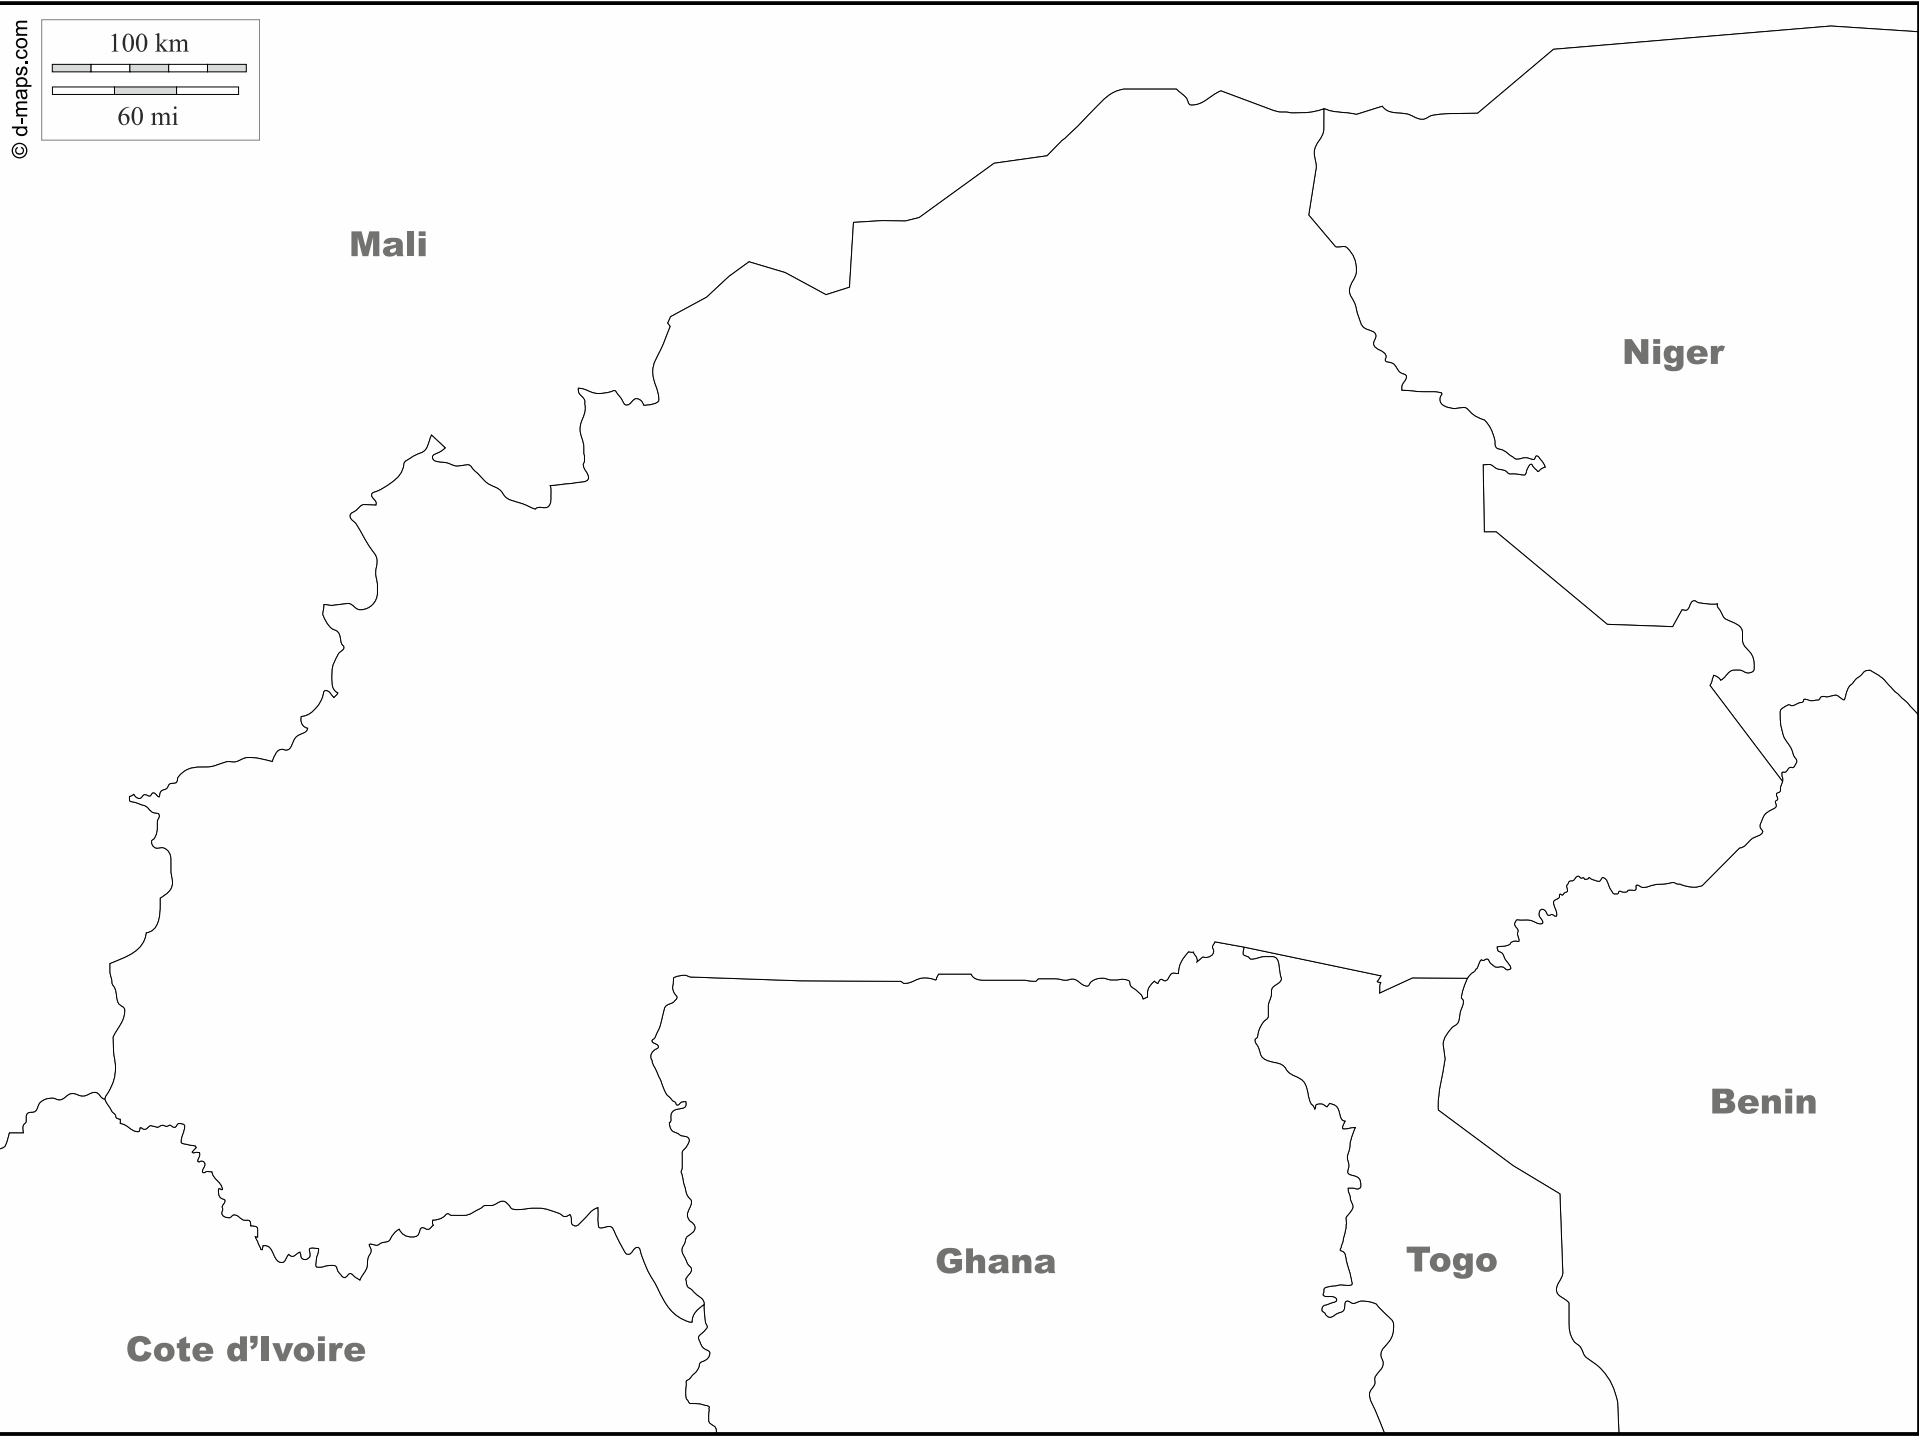 © d-maps.com
100 km
60 mi
Mali
Niger
Benin
Ghana
Togo
Cote d’Ivoire